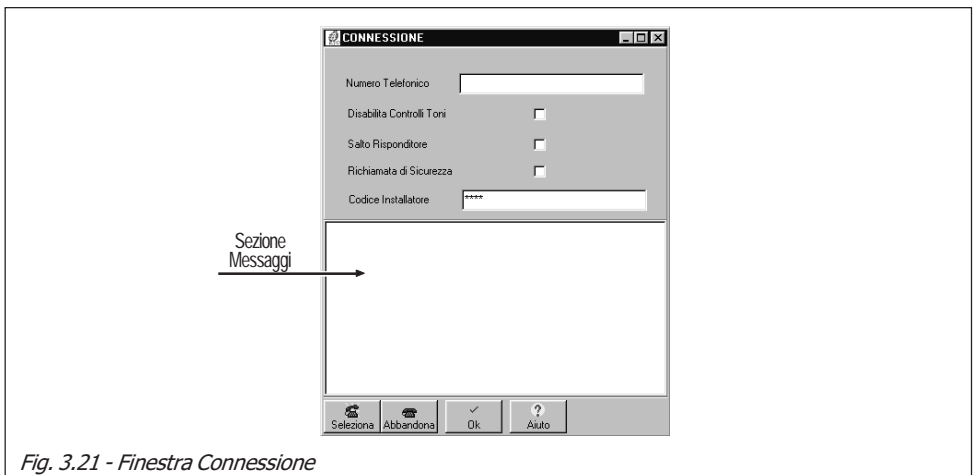 CONNESSIONE
Numero Telefonico
Disabilita Controlli Toni
Salto Risponditore
Richiamata di Sicurezza
Codice Installatore ****
Sezione
Messaggi
Seleziona Abbandona Ok ? Aiuto
Fig. 3.21 - Finestra Connessione